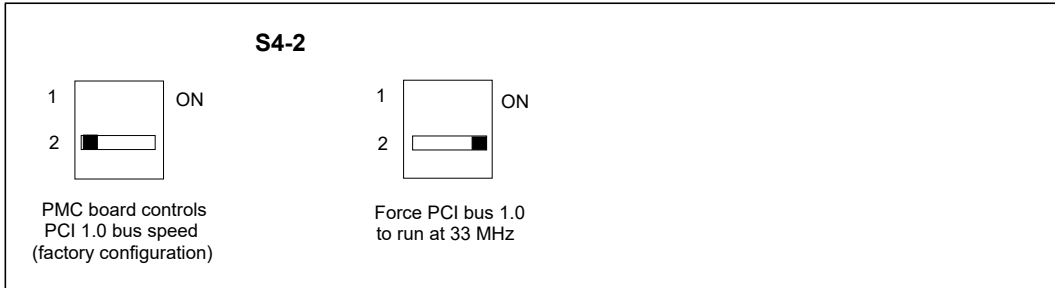 S4-2
1
ON
2
PMC board controls
PCI 1.0 bus speed
(factory configuration)
1
ON
2
Force PCI bus 1.0
to run at 33 MHz